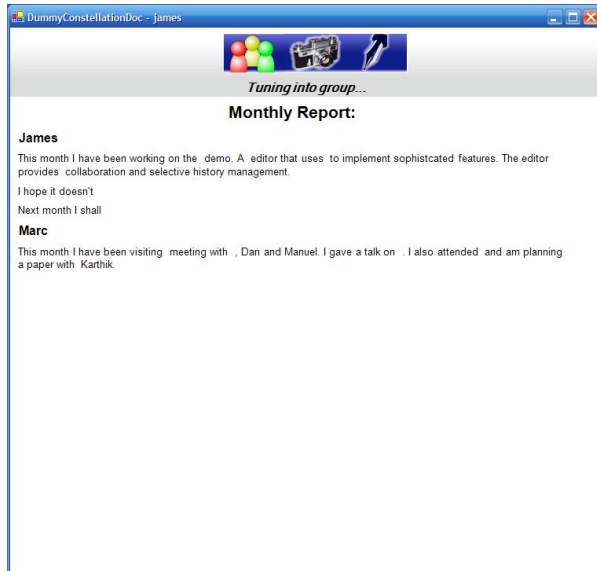 DummyConstellationDoc - james
Tuning into group...
Monthly Report:
James
This month I have been working on the demo. A editor that uses to implement sophistcated features. The editor
provides collaboration and selective history management.
I hope it doesn't
Next month I shall
Marc
This month I have been visiting meeting with , Dan and Manuel. I gave a talk on . I also attended and am planning
a paper with Karthik.